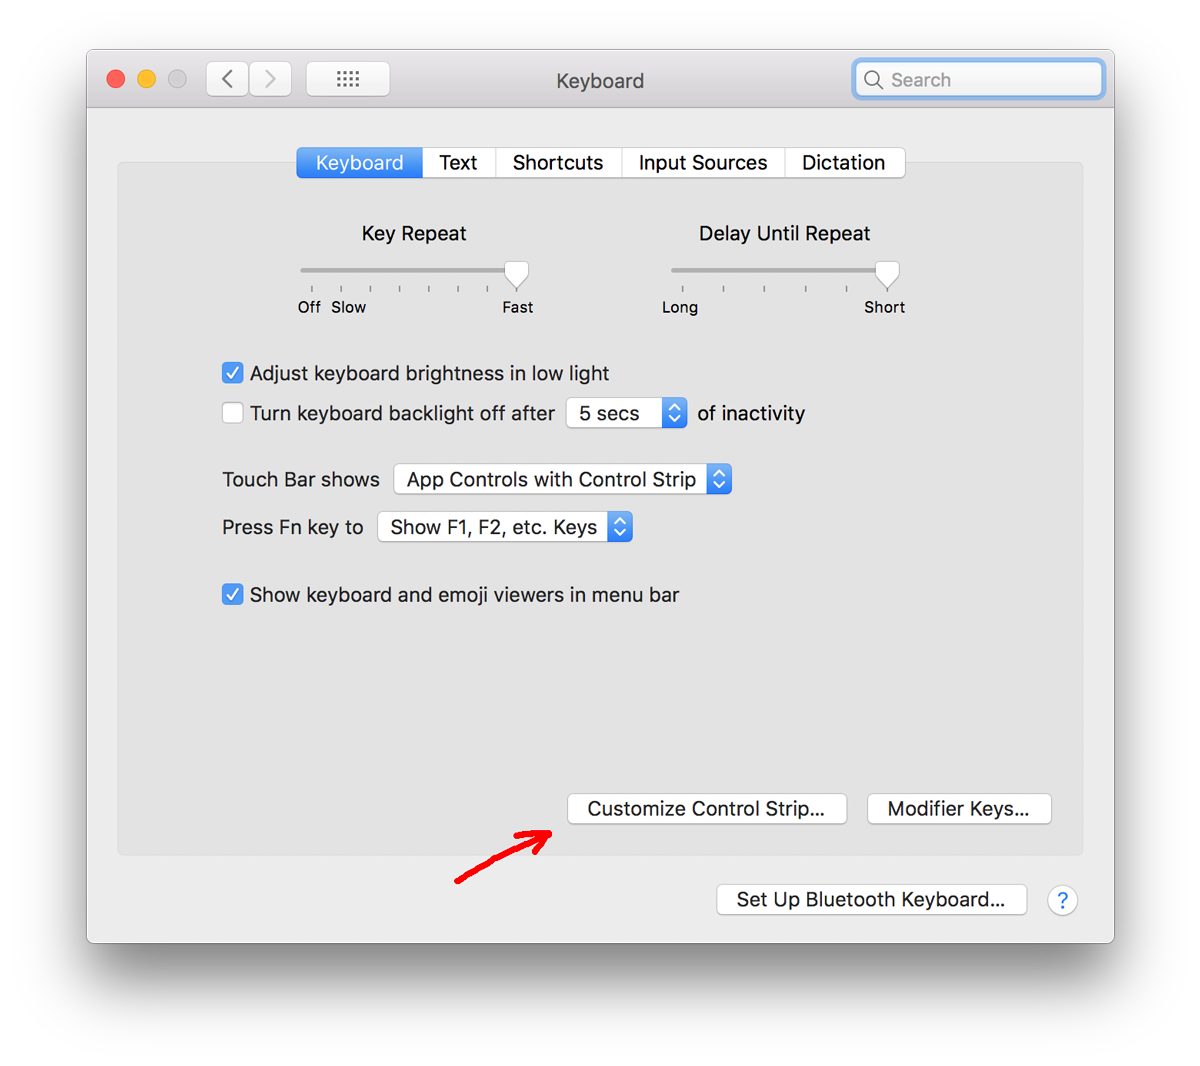 Keyboard
Search
Keyboard Text Shortcuts Input Sources Dictation
Key Repeat
Delay Until Repeat
Off Slow Fast
Long Short
Adjust keyboard brightness in low light
Turn keyboard backlight off after 5 secs of inactivity
Touch Bar shows App Controls with Control Strip
Press Fn key to Show F1, F2, etc. Keys
Show keyboard and emoji viewers in menu bar
Customize Control Strip... Modifier Keys...
Set Up Bluetooth Keyboard... ?